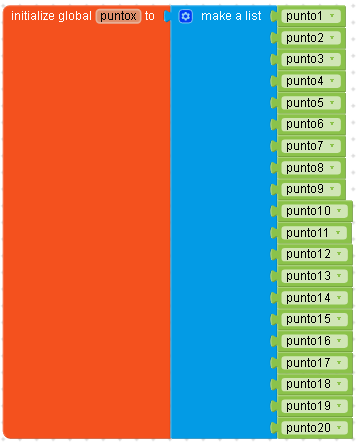 initialize global puntox to make a list punto1
punto2
punto3
punto4
punto5
punto6
punto7
punto8
punto9
punto10
punto11
punto12
punto13
punto14
punto15
punto16
punto17
punto18
punto19
punto20